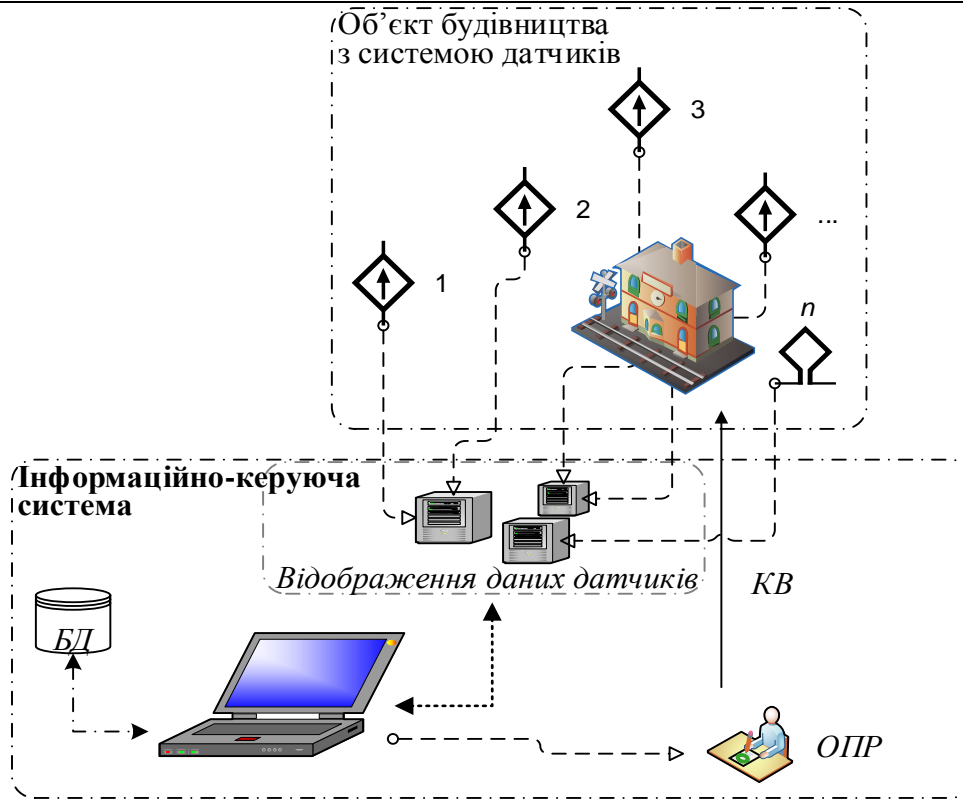 Об’єкт будівництва
з системою датчиків
3
2
...
1
n
Інформаційно-керуюча
система
Відображення даних датчиків
КВ
БД
ОПР